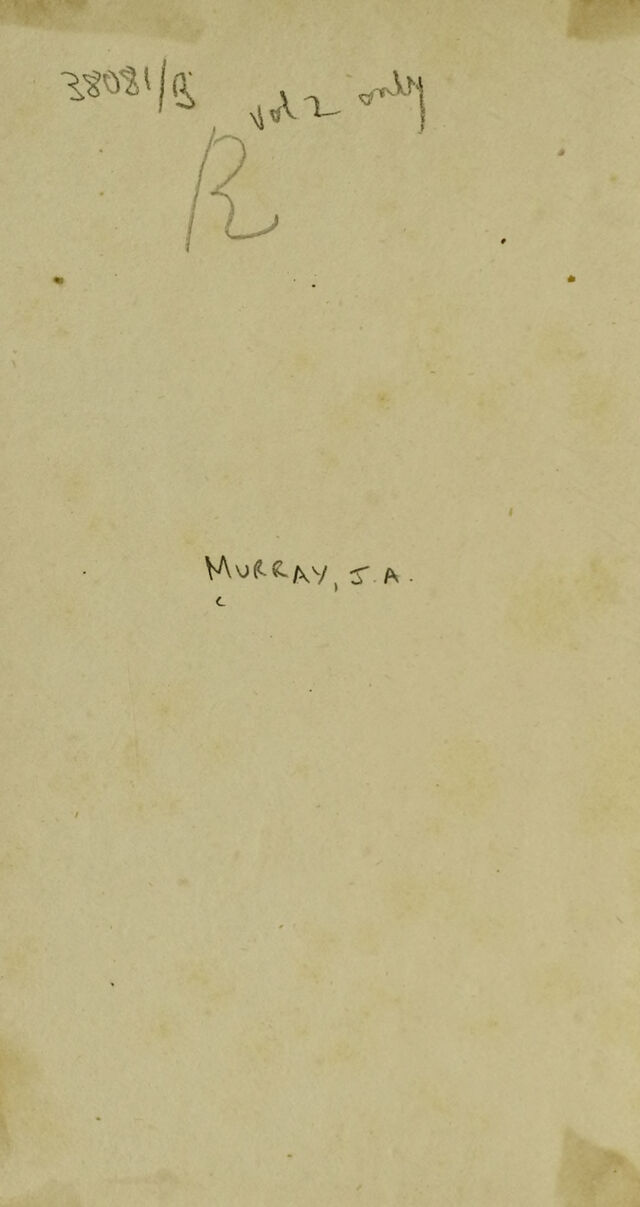 38081/B
vol 2 only
R
MURRAY, J.A.